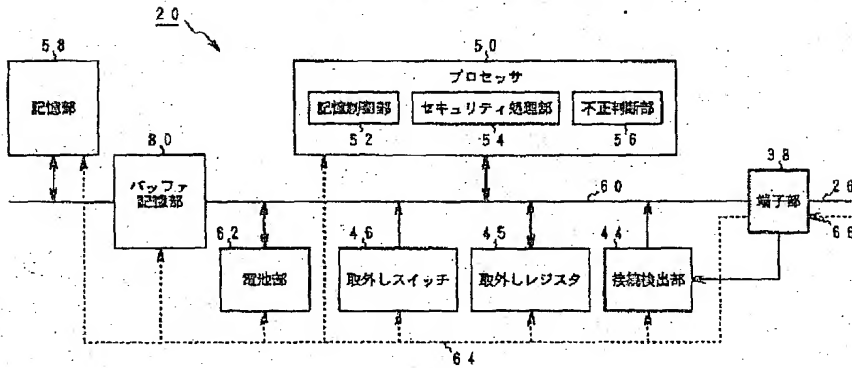 ２０
５８
記憶部
８０
バッファ
記憶部
５０
プロセッサ
記憶制御部
セキュリティ処理部
不正判断部
５２
５４
５６
６０
３８
端子部
２６
６６
６２
電池部
４６
取外しスイッチ
４５
取外しレジスタ
４４
接続検出部
６４